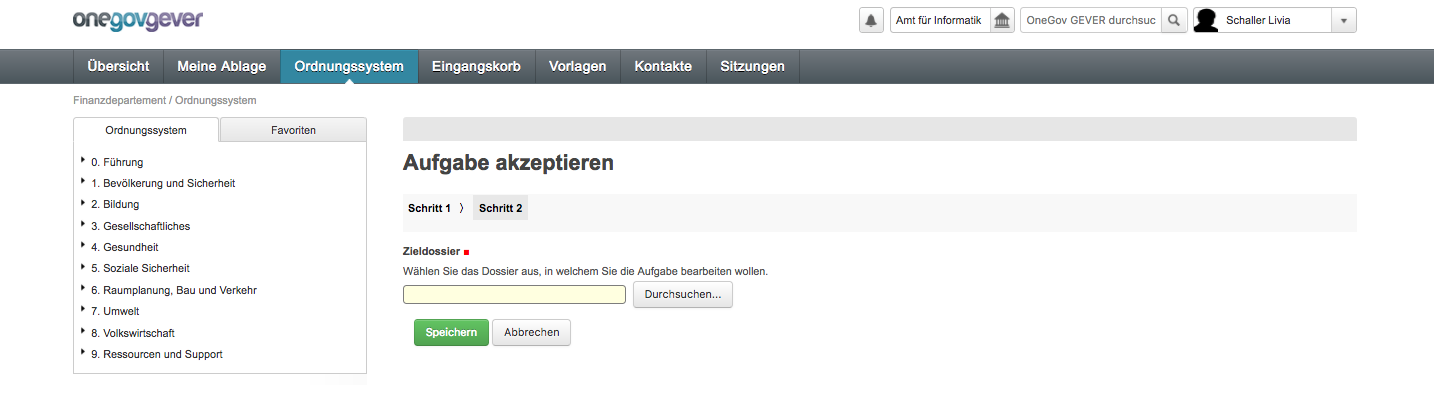 onegovgever
Amt für Informatik
OneGov GEVER durchsuc
Schaller Livia
Übersicht
Meine Ablage
Ordnungssystem
Eingangskorb
Vorlagen
Kontakte
Sitzungen
Finanzdepartement / Ordnungssystem
Ordnungssystem
Favoriten
0. Führung
1. Bevölkerung und Sicherheit
2. Bildung
3. Gesellschaftliches
4. Gesundheit
5. Soziale Sicherheit
6. Raumplanung, Bau und Verkehr
7. Umwelt
8. Volkswirtschaft
9. Ressourcen und Support
Aufgabe akzeptieren
Schritt 1 〉 Schritt 2
Zieldossier
Wählen Sie das Dossier aus, in welchem Sie die Aufgabe bearbeiten wollen.
Durchsuchen...
Speichern
Abbrechen